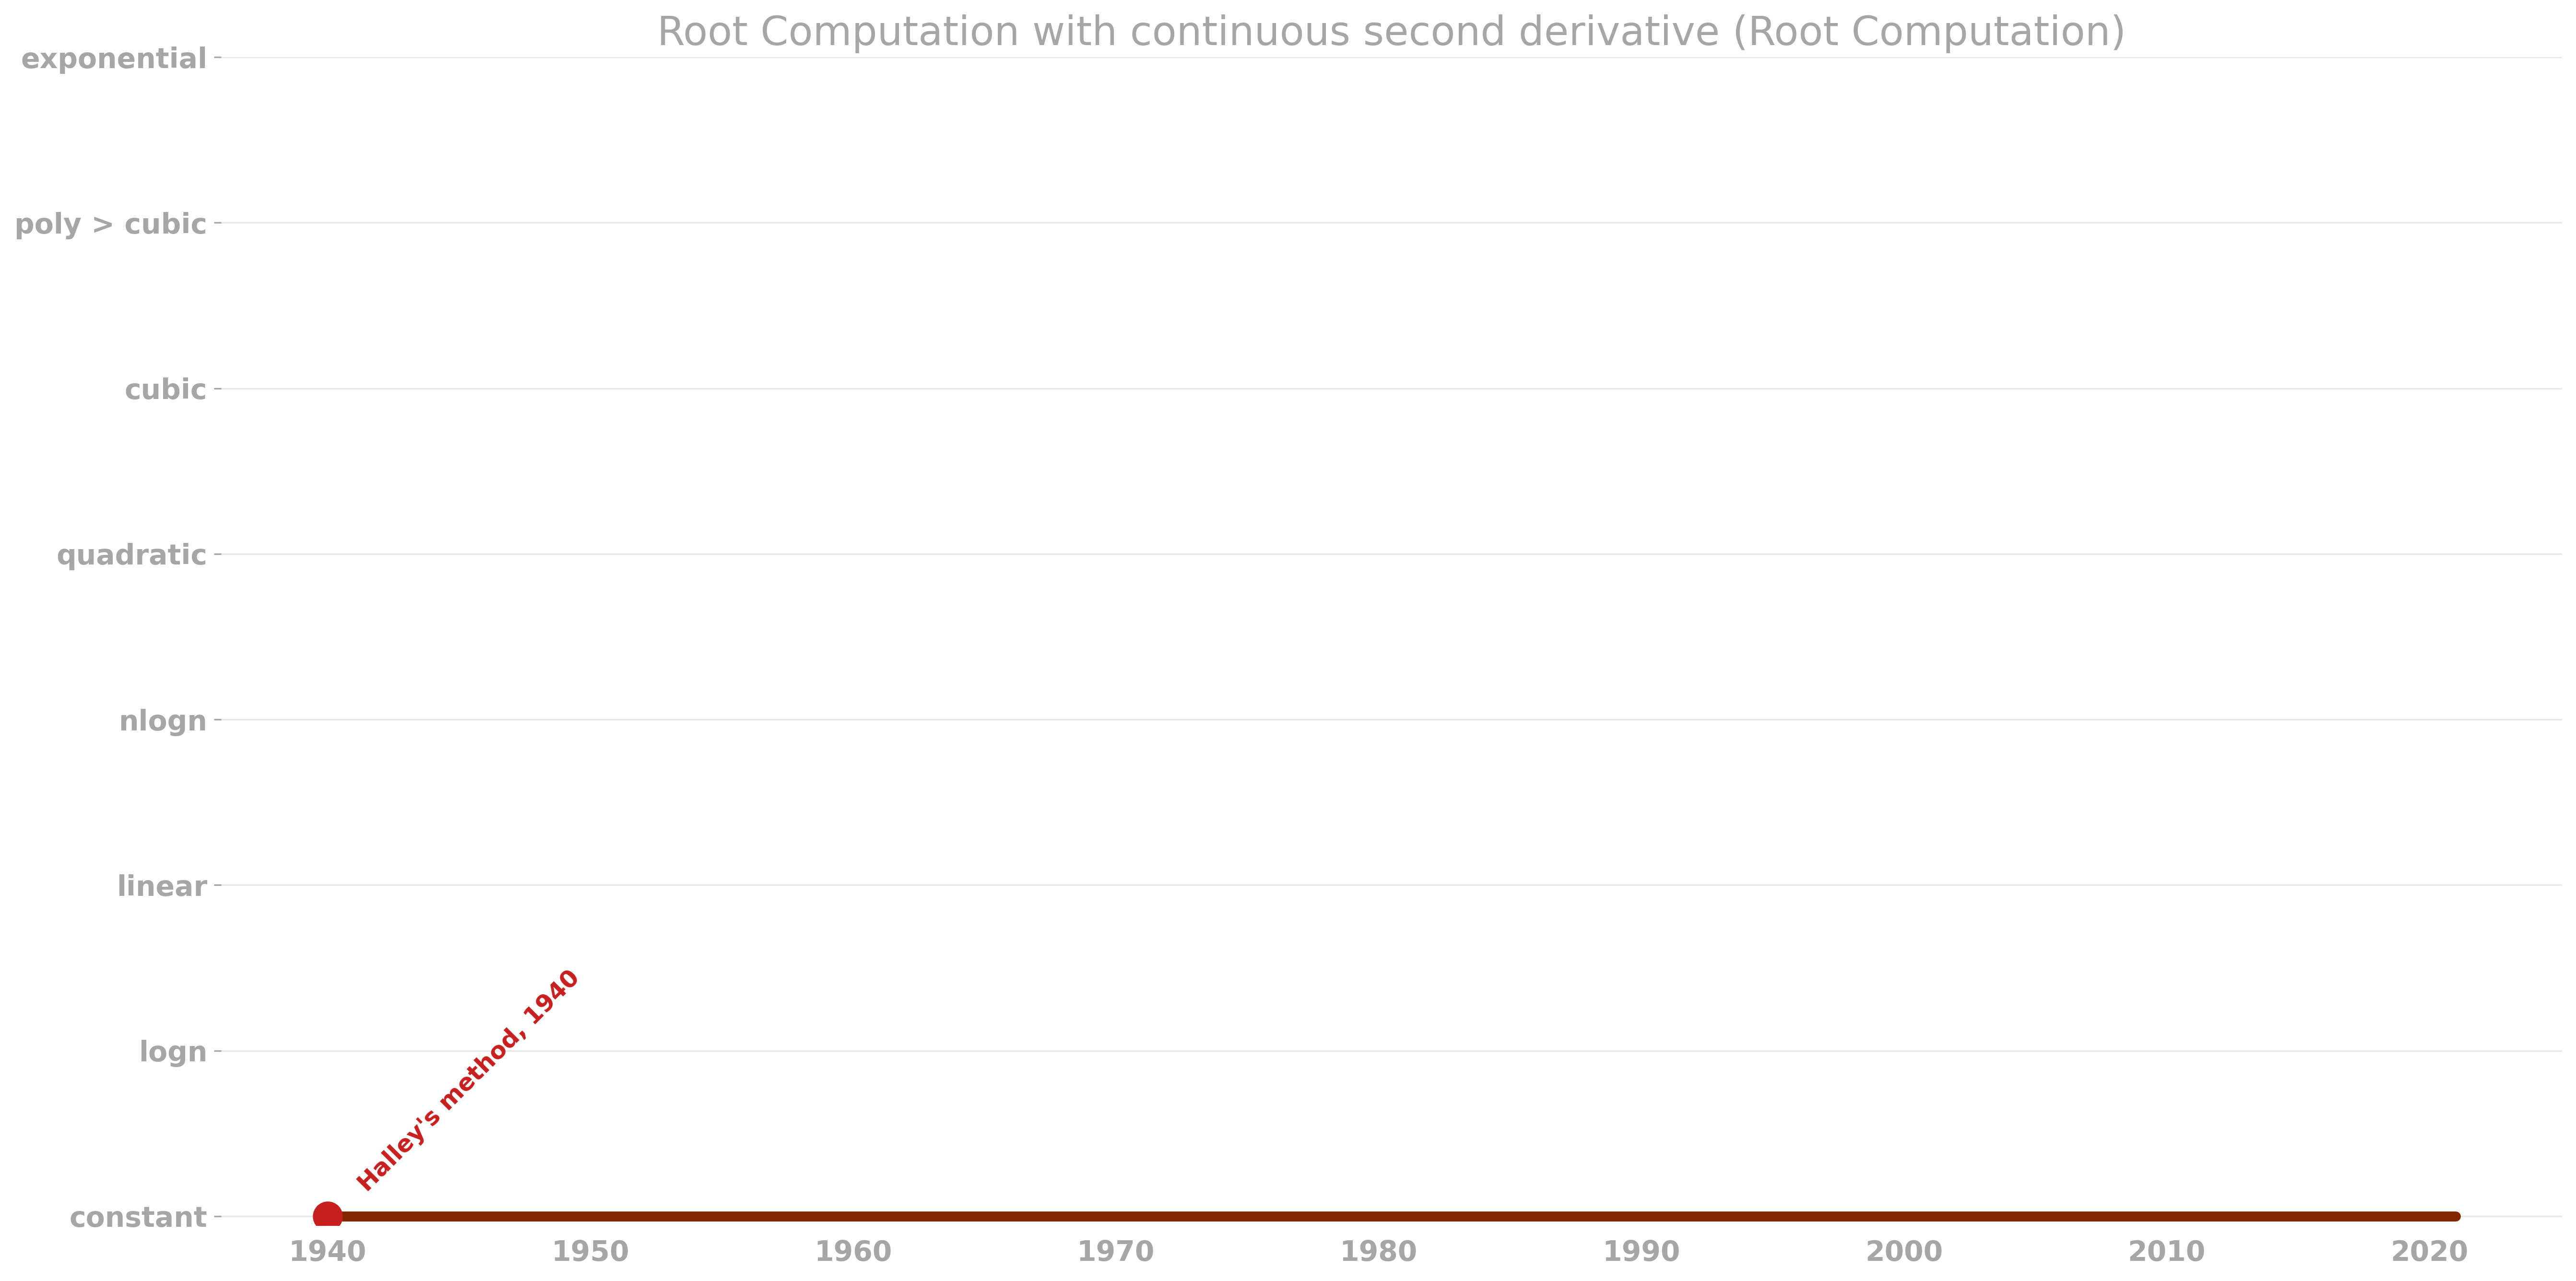 Root Computation with continuous second derivative (Root Computation)
exponential
poly > cubic
cubic
quadratic
nlogn
linear
logn
constant
Halley's method, 1940
1940 1950 1960 1970 1980 1990 2000 2010 2020